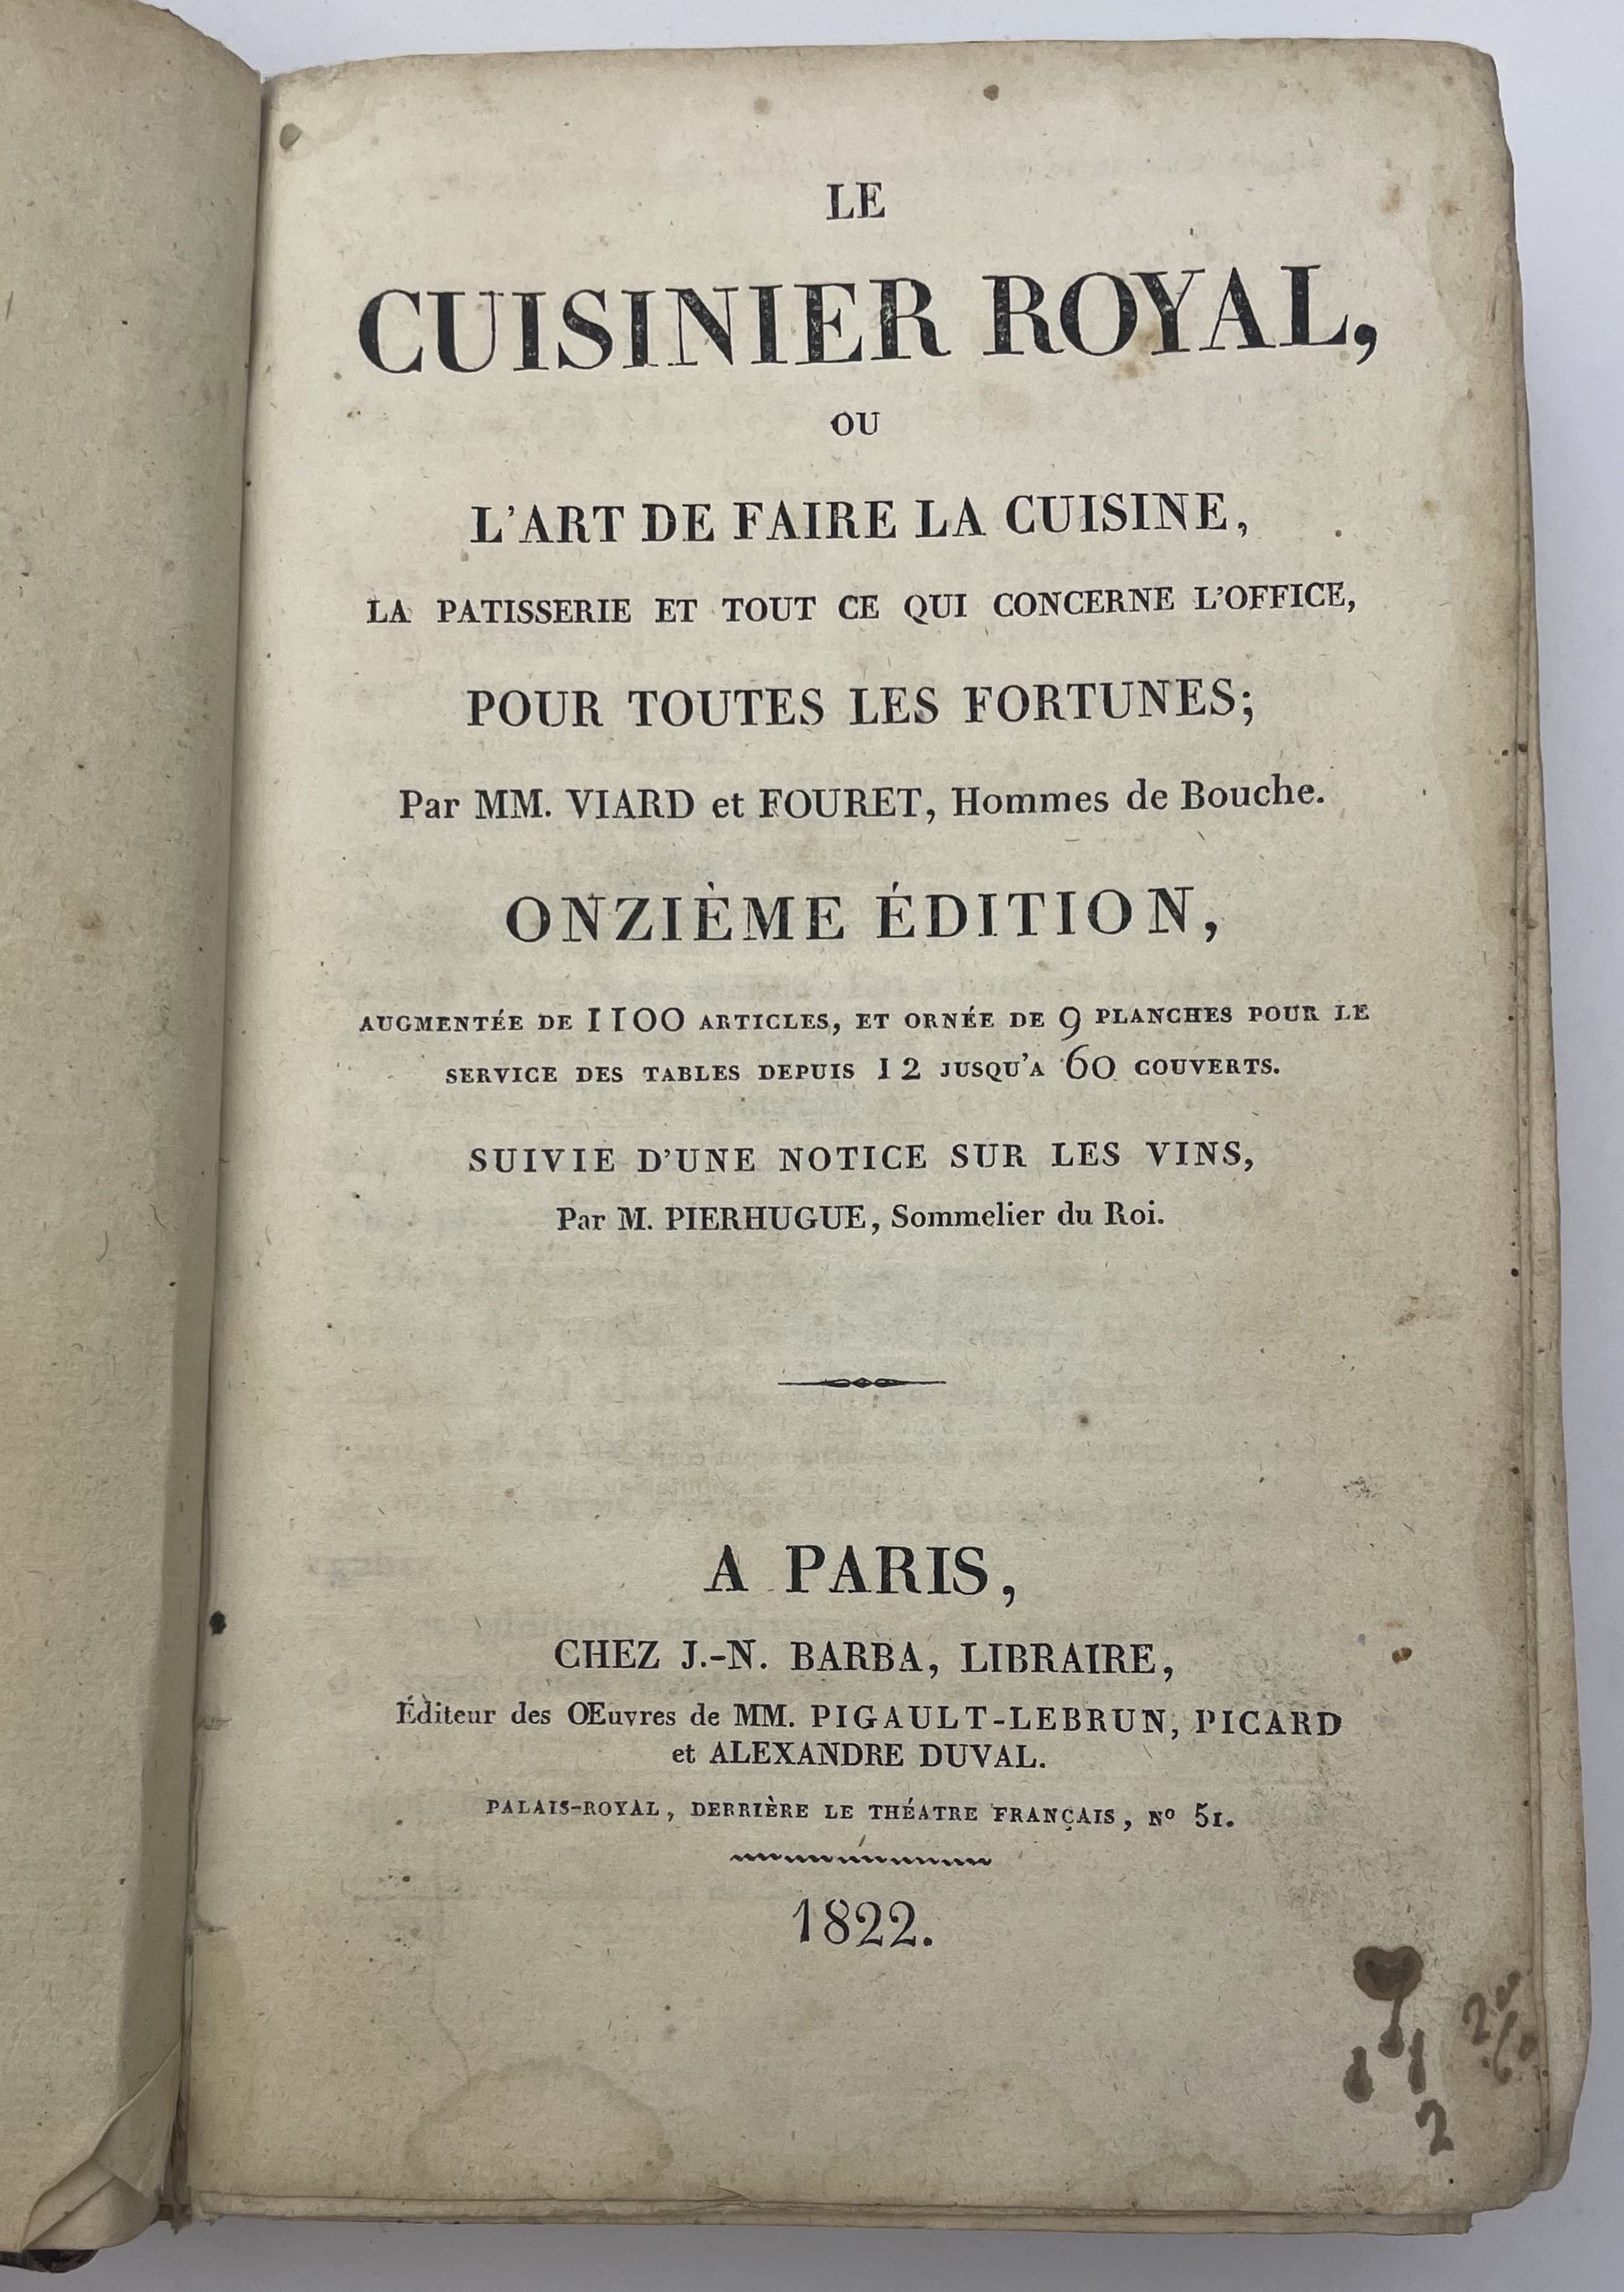 LE
CUISINIER ROYAL,
OU
L'ART DE FAIRE LA CUISINE,
LA PATISSERIE ET TOUT CE QUI CONCERNE L'OFFICE,
POUR TOUTES LES FORTUNES;
Par MM. VIARD et FOURET, Hommes de Bouche.
ONZIÈME ÉDITION,
AUGMENTÉE DE 1100 ARTICLES, ET ORNÉE DE 9 PLANCHES POUR LE
SERVICE DES TABLES DEPUIS 12 JUSQU'A 60 COUVERTS.
SUIVIE D'UNE NOTICE SUR LES VINS,
Par M. PIERHUGUE, Sommelier du Roi.
A PARIS,
CHEZ J.-N. BARBA, LIBRAIRE,
Éditeur des OEuvres de MM. PIGAULT-LEBRUN, PICARD
et ALEXANDRE DUVAL.
PALAIS-ROYAL, DERRIÈRE LE THÉATRE FRANÇAIS, Nº 51.
1822.
2